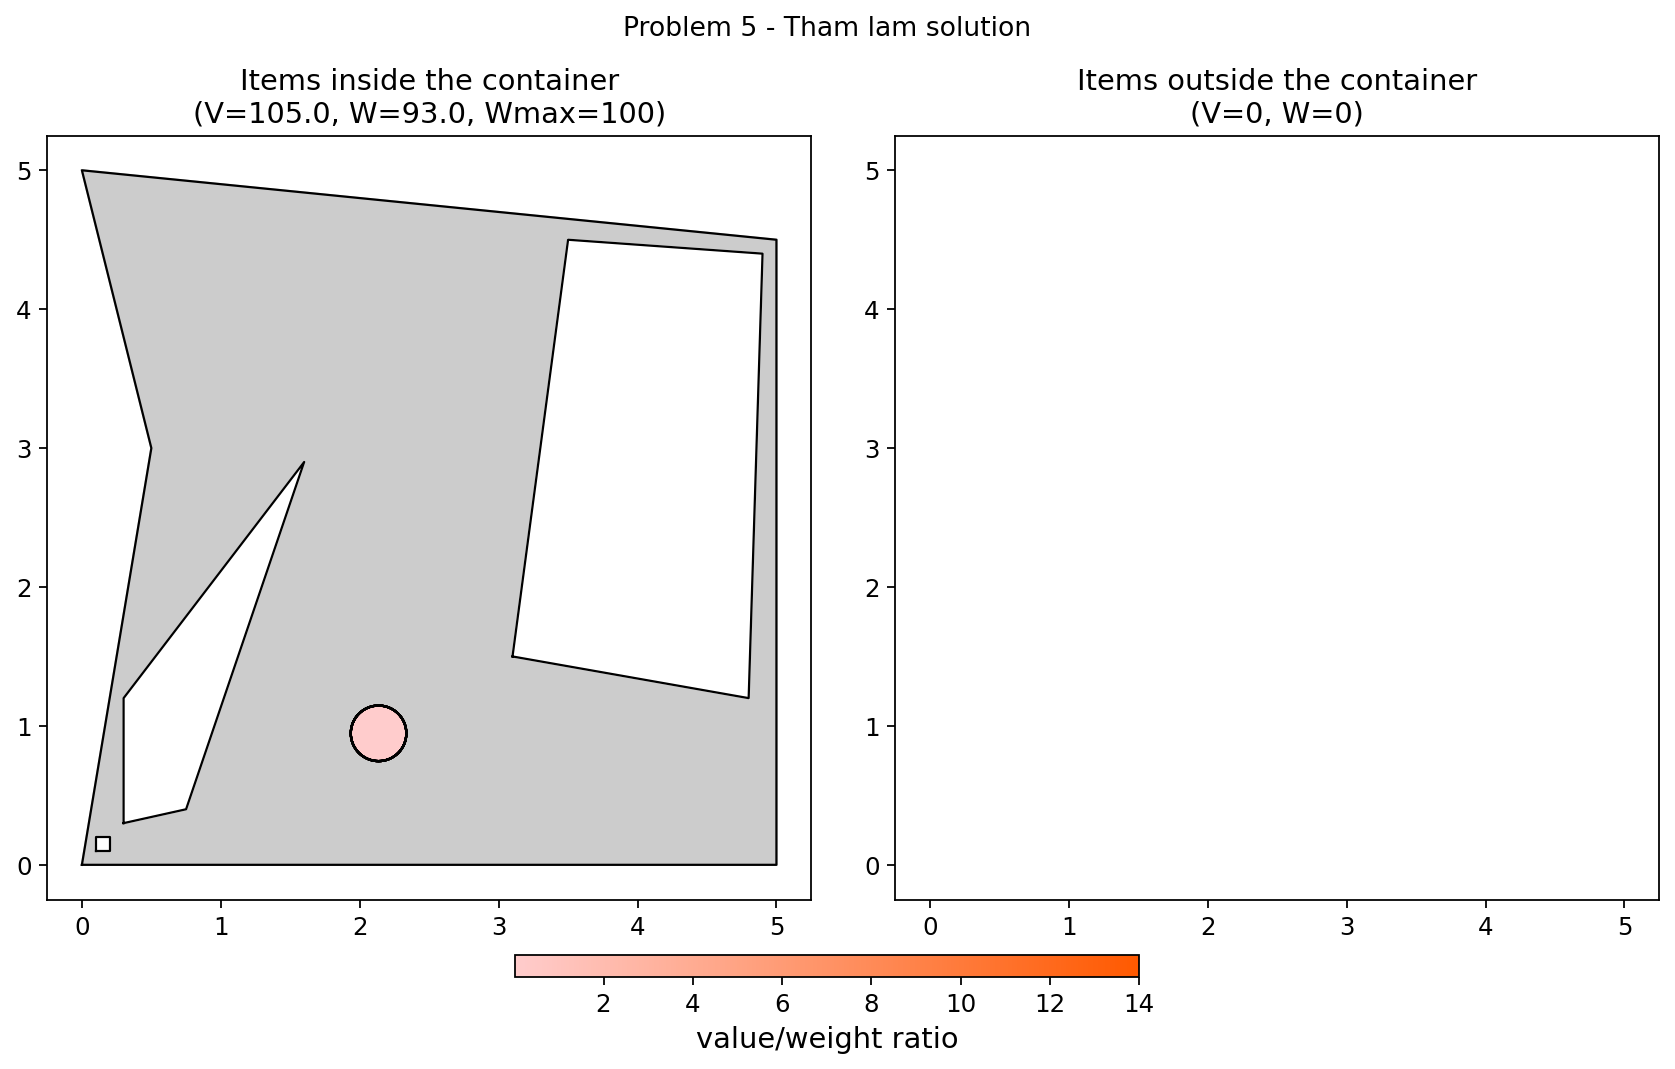 Problem 5 - Tham lam solution
Items inside the container
(V=105.0, W=93.0, Wmax=100)
5
4
3
2
1
0
0 1 2 3 4 5
Items outside the container
(V=0, W=0)
5
4
3
2
1
0
0 1 2 3 4 5
2 4 6 8 10 12 14
value/weight ratio